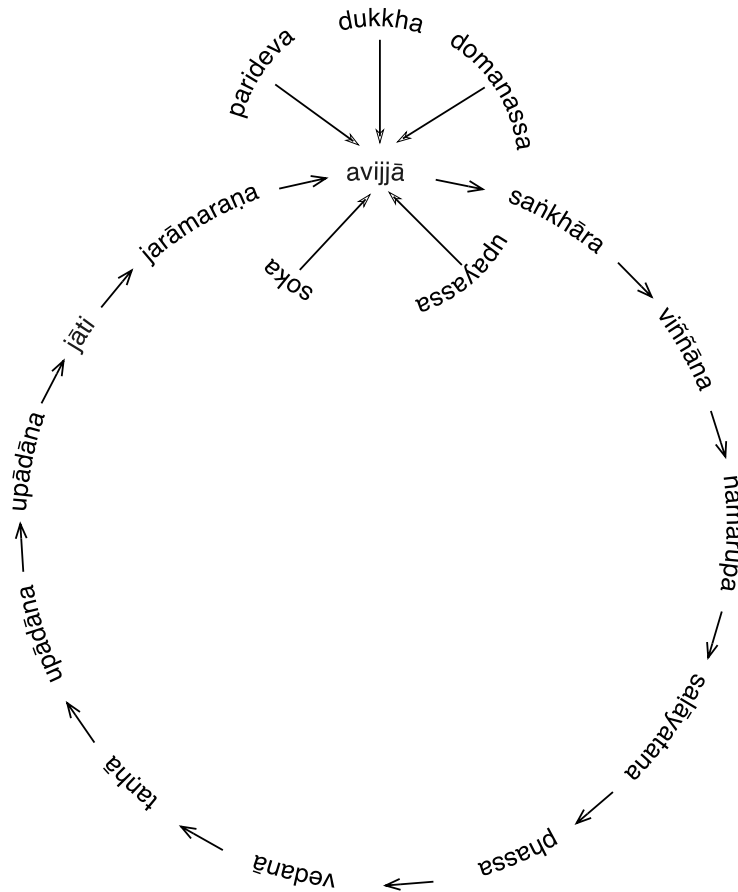 dukkha
parideva
domanassa
avijjā
soka
upayassa
saṅkhāra
viññāna
namarupa
saḷāyatana
phassa
vedanā
taṇhā
upādāna
upādāna
jāti
jarāmaraṇa